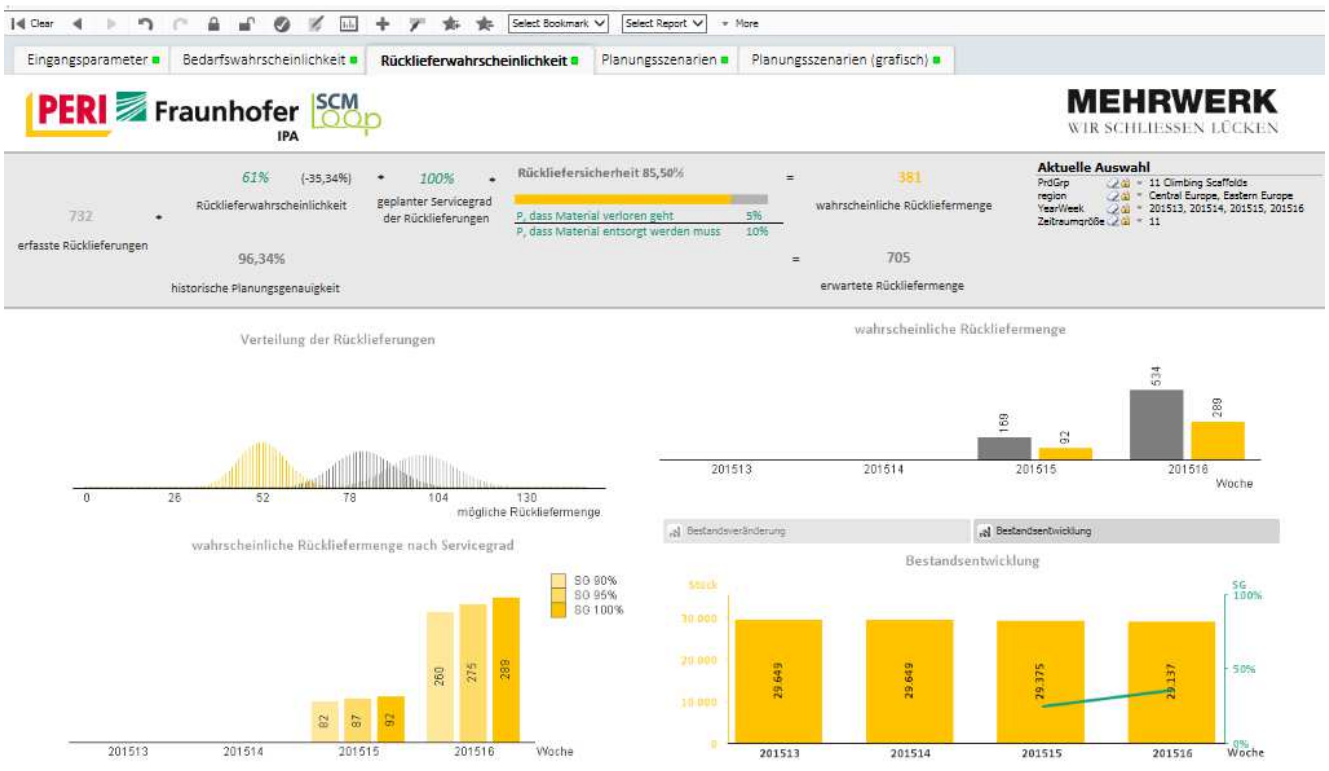 Clear Select Bookmark Select Report More
Eingangsparameter Bedarfswahrscheinlichkeit Rücklieferwahrscheinlichkeit Planungsszenarien Planungsszenarien (grafisch)
PERI Fraunhofer IPA SCM Loop
MEHRWERK
WIR SCHLIESSEN LÜCKEN
732
erfasste Rücklieferungen
*
61% (-35,34%)
Rücklieferwahrscheinlichkeit
96,34%
historische Planungsgenauigkeit
*
100%
geplanter Servicegrad
der Rücklieferungen
*
Rückliefersicherheit 85,50%
P, dass Material verloren geht 5%
P, dass Material entsorgt werden muss 10%
= 381
wahrscheinliche Rückliefermenge
= 705
erwartete Rückliefermenge
Aktuelle Auswahl
PrdGrp 11 Climbing Scaffolds
region Central Europe, Eastern Europe
YearWeek 201513, 201514, 201515, 201516
Zeitraumgröße 11
Verteilung der Rücklieferungen
0 26 52 78 104 130
mögliche Rückliefermenge
wahrscheinliche Rückliefermenge
169 92 534 289
201513 201514 201515 201516
Woche
wahrscheinliche Rückliefermenge nach Servicegrad
SG 90%
SG 95%
SG 100%
82 87 92 260 275 289
201513 201514 201515 201516 Woche
Bestandsveränderung Bestandsentwicklung
Bestandsentwicklung
Stück SG
100%
30 000
20 000
50%
10 000
0
0%
29.649 29.649 29.375 29.137
201513 201514 201515 201516 Woche